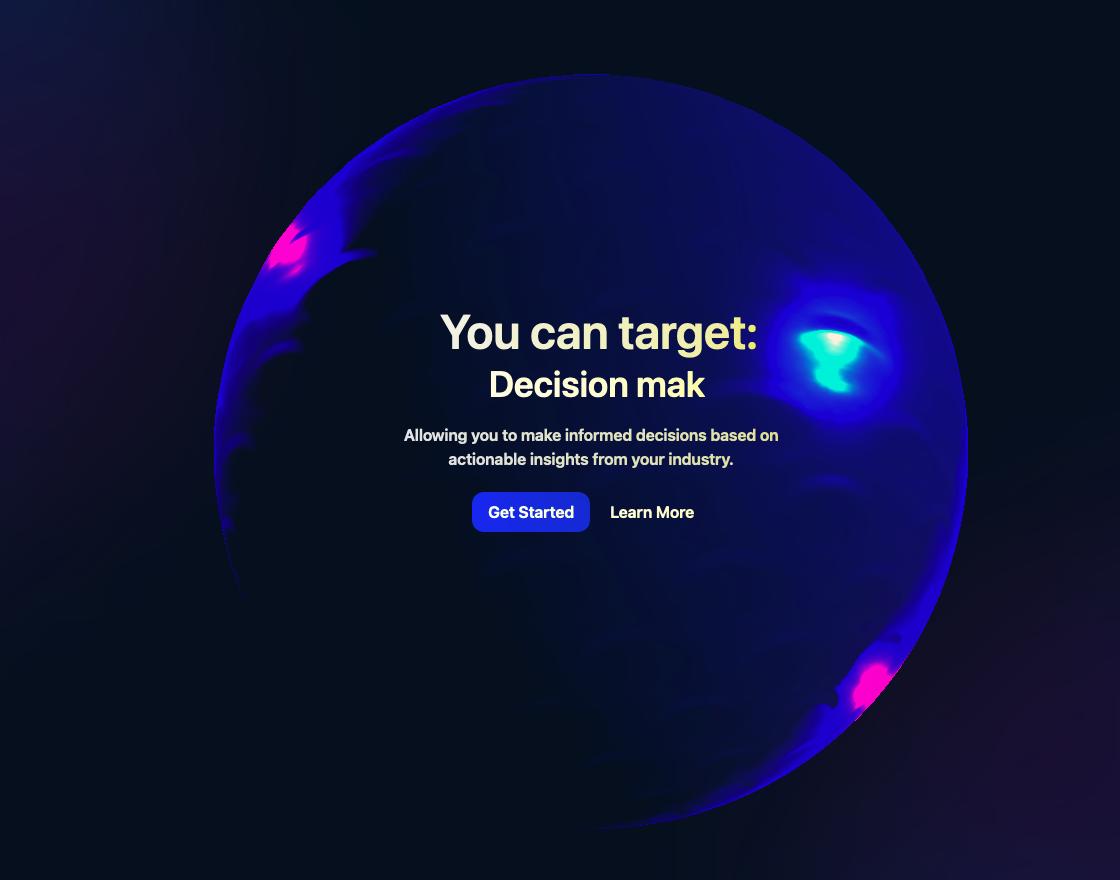 You can target:
Decision mak
Allowing you to make informed decisions based on
actionable insights from your industry.
Get Started
Learn More